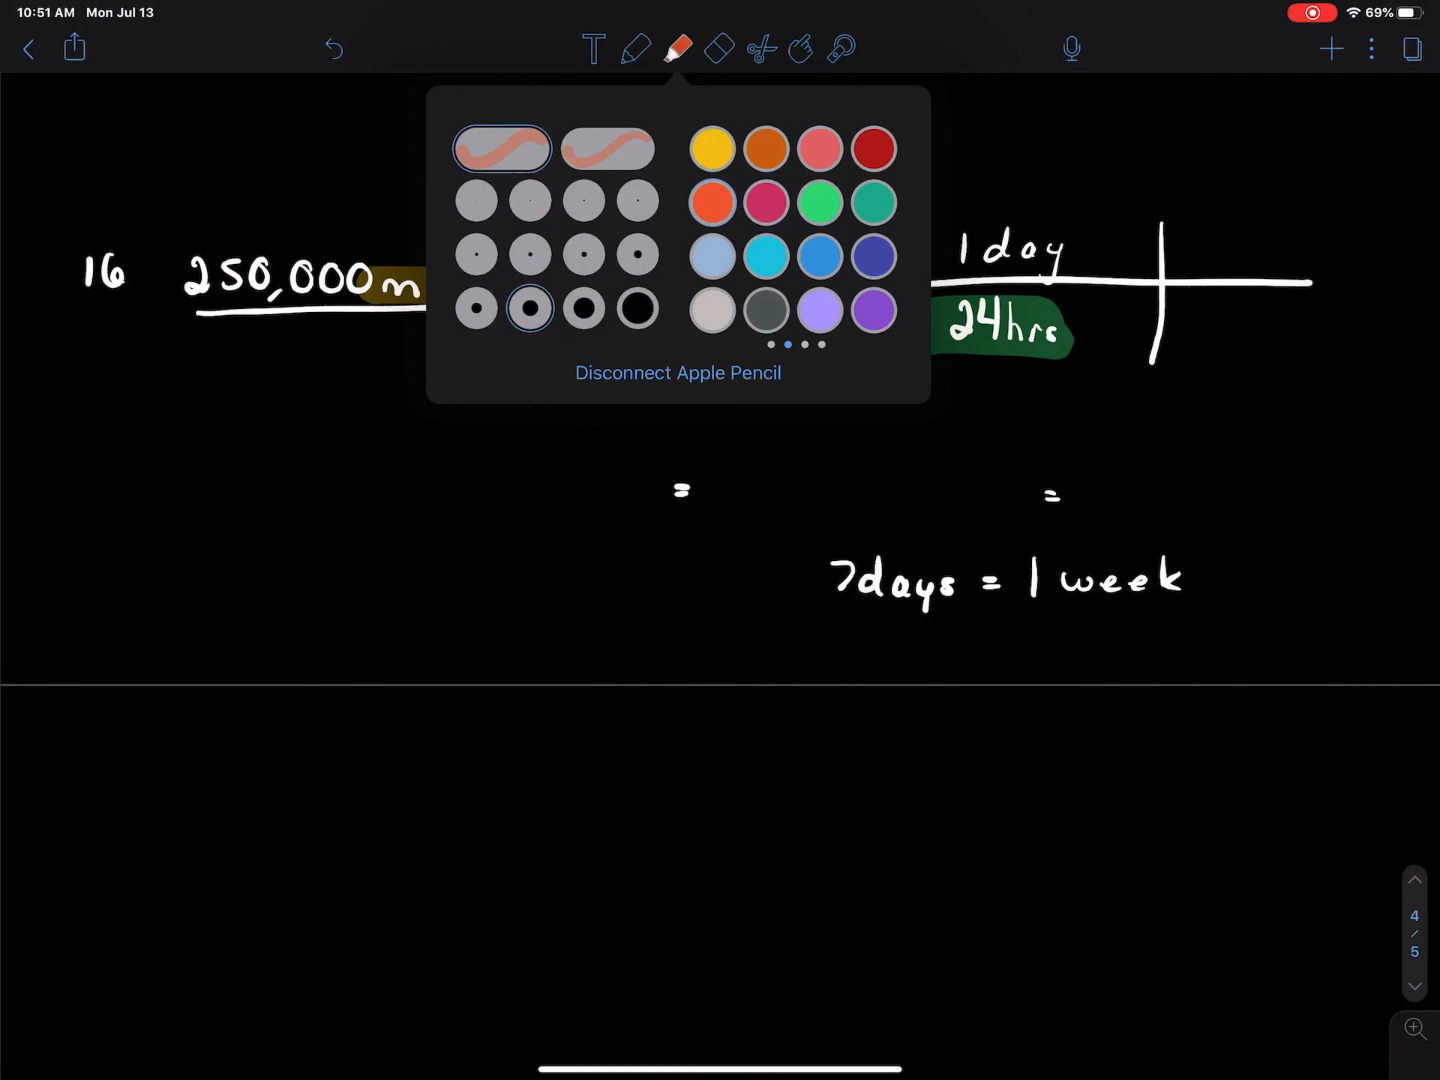 10:51 AM Mon Jul 13
69%
T
16 250,000 m
1 day
24hrs
Disconnect Apple Pencil
= =
7days = 1 week
4
/
5